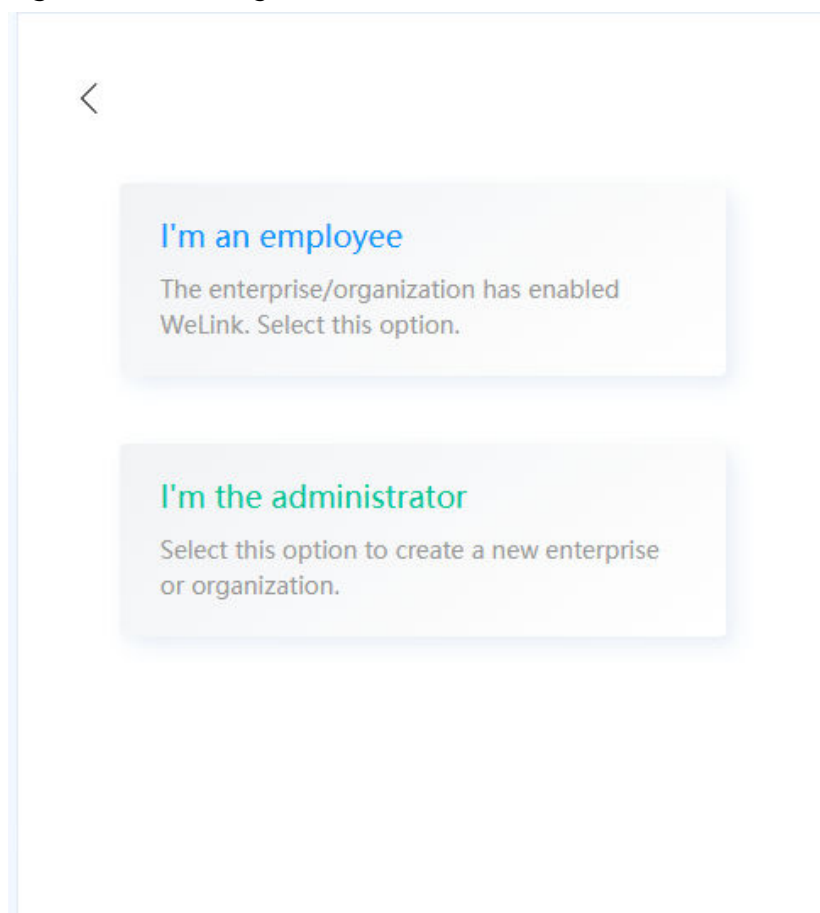 I'm an employee
The enterprise/organization has enabled
WeLink. Select this option.
I'm the administrator
Select this option to create a new enterprise
or organization.